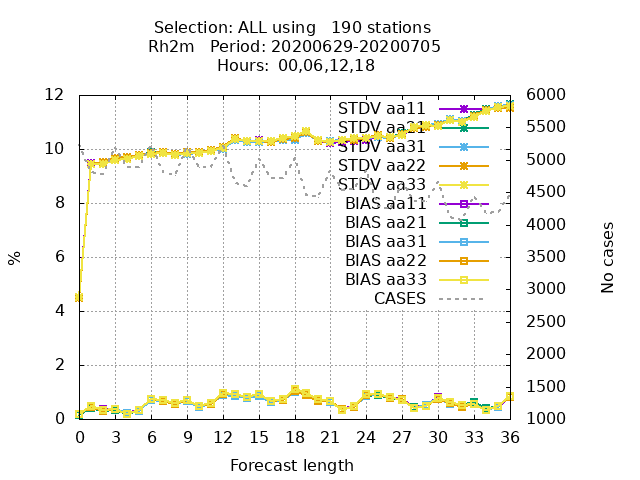 Selection: ALL using   190 stations
Rh2m   Period: 20200629-20200705
Hours:  00,06,12,18
12
10
8
6
4
2
0
%
6000
5500
5000
4500
4000
3500
3000
2500
2000
1500
1000
No cases
STDV aa11
STDV aa21
STDV aa31
STDV aa22
STDV aa33
BIAS aa11
BIAS aa21
BIAS aa31
BIAS aa22
BIAS aa33
CASES
0 3 6 9 12 15 18 21 24 27 30 33 36
Forecast length